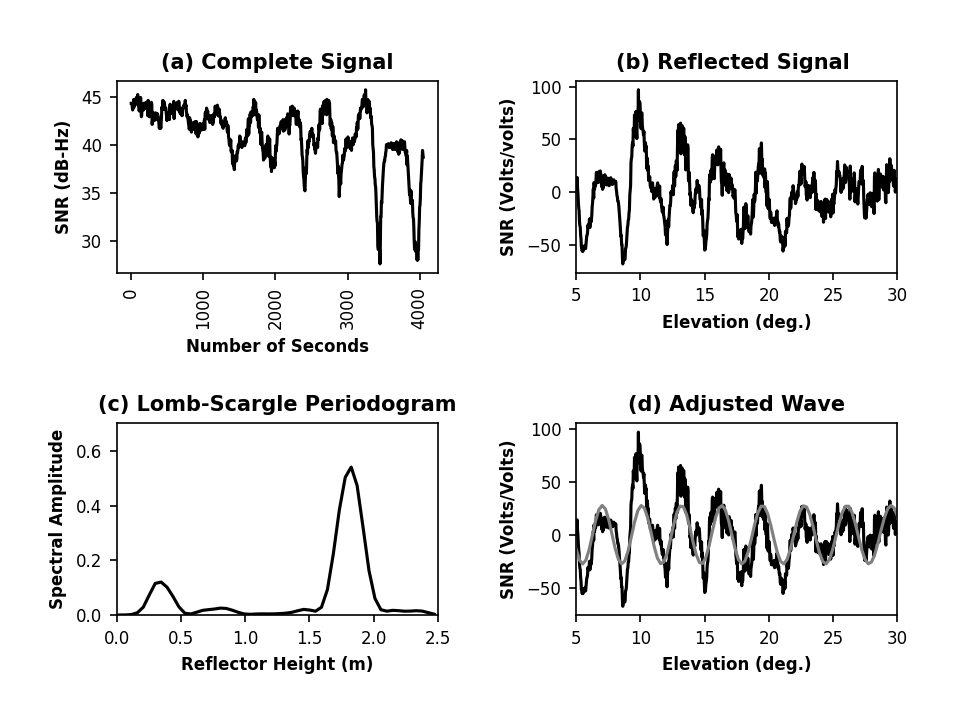 (a) Complete Signal
SNR (dB-Hz)
45
40
35
30
0
1000
2000
3000
4000
Number of Seconds
(b) Reflected Signal
SNR (Volts/volts)
100
50
0
−50
5 10 15 20 25 30
Elevation (deg.)
(c) Lomb-Scargle Periodogram
Spectral Amplitude
0.6
0.4
0.2
0.0
0.0 0.5 1.0 1.5 2.0 2.5
Reflector Height (m)
(d) Adjusted Wave
SNR (Volts/Volts)
100
50
0
−50
5 10 15 20 25 30
Elevation (deg.)